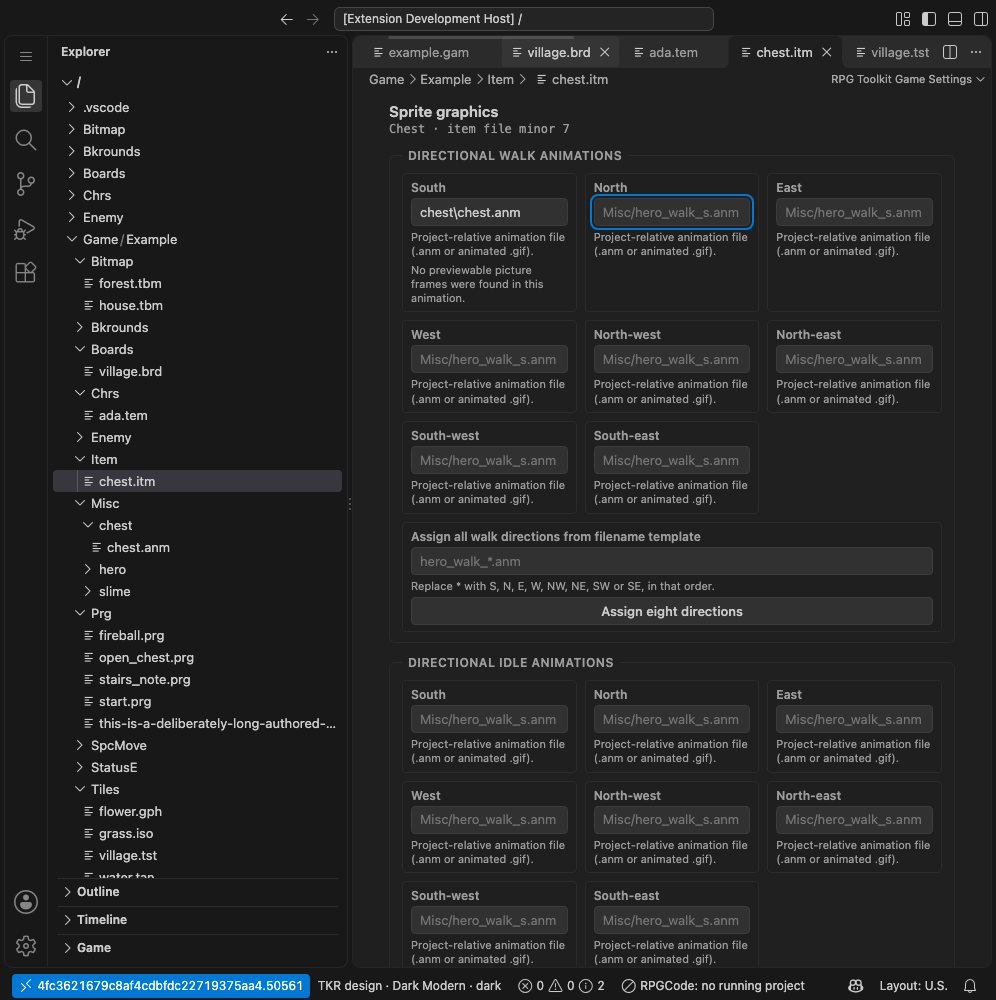 [Extension Development Host] /
Explorer
example.gam
village.brd
ada.tem
chest.itm
village.tst
Game > Example > Item > chest.itm
RPG Toolkit Game Settings
/
.vscode
Bitmap
Bkrounds
Boards
Chrs
Enemy
Game / Example
Bitmap
forest.tbm
house.tbm
Bkrounds
Boards
village.brd
Chrs
ada.tem
Enemy
Item
chest.itm
Misc
chest
chest.anm
hero
slime
Prg
fireball.prg
open_chest.prg
stairs_note.prg
start.prg
this-is-a-deliberately-long-authored-...
SpcMove
StatusE
Tiles
flower.gph
grass.iso
village.tst
water.tan
Outline
Timeline
Game
Sprite graphics
Chest · item file minor 7
DIRECTIONAL WALK ANIMATIONS
South
chest\chest.anm
Project-relative animation file
(.anm or animated .gif).
No previewable picture
frames were found in this
animation.
North
Misc/hero_walk_s.anm
Project-relative animation file
(.anm or animated .gif).
East
Misc/hero_walk_s.anm
Project-relative animation file
(.anm or animated .gif).
West
Misc/hero_walk_s.anm
Project-relative animation file
(.anm or animated .gif).
North-west
Misc/hero_walk_s.anm
Project-relative animation file
(.anm or animated .gif).
North-east
Misc/hero_walk_s.anm
Project-relative animation file
(.anm or animated .gif).
South-west
Misc/hero_walk_s.anm
Project-relative animation file
(.anm or animated .gif).
South-east
Misc/hero_walk_s.anm
Project-relative animation file
(.anm or animated .gif).
Assign all walk directions from filename template
hero_walk_*.anm
Replace * with S, N, E, W, NW, NE, SW or SE, in that order.
Assign eight directions
DIRECTIONAL IDLE ANIMATIONS
South
Misc/hero_walk_s.anm
Project-relative animation file
(.anm or animated .gif).
North
Misc/hero_walk_s.anm
Project-relative animation file
(.anm or animated .gif).
East
Misc/hero_walk_s.anm
Project-relative animation file
(.anm or animated .gif).
West
Misc/hero_walk_s.anm
Project-relative animation file
(.anm or animated .gif).
North-west
Misc/hero_walk_s.anm
Project-relative animation file
(.anm or animated .gif).
North-east
Misc/hero_walk_s.anm
Project-relative animation file
(.anm or animated .gif).
South-west
Misc/hero_walk_s.anm
Project-relative animation file
(.anm or animated .gif).
South-east
Misc/hero_walk_s.anm
Project-relative animation file
(.anm or animated .gif).
4fc3621679c8af4cdbfdc22719375aa4.50561
TKR design · Dark Modern · dark
0 0 2
RPGCode: no running project
Layout: U.S.